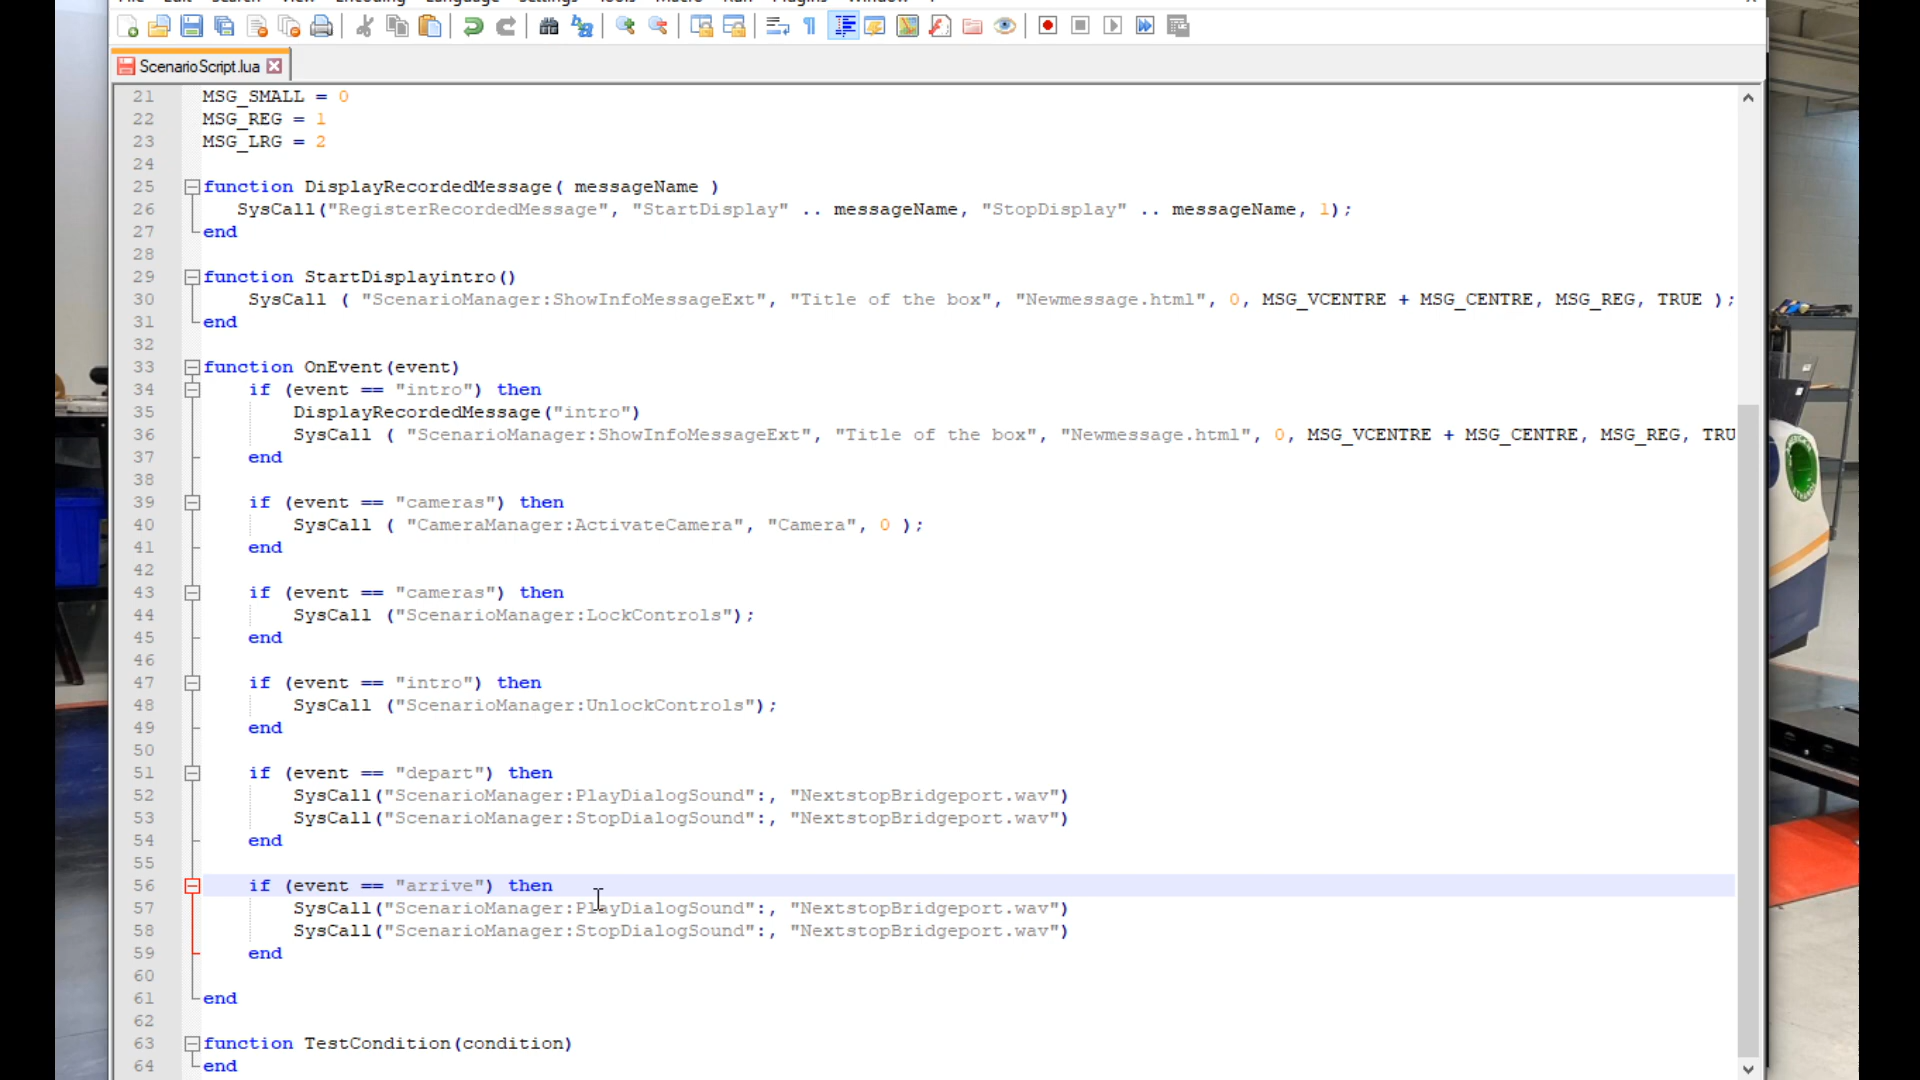 ScenarioScript.lua
21 MSG_SMALL = 0
22 MSG_REG = 1
23 MSG_LRG = 2
24
25 function DisplayRecordedMessage( messageName )
26 SysCall("RegisterRecordedMessage", "StartDisplay" .. messageName, "StopDisplay" .. messageName, 1);
27 end
28
29 function StartDisplayintro()
30 SysCall ( "ScenarioManager:ShowInfoMessageExt", "Title of the box", "Newmessage.html", 0, MSG_VCENTRE + MSG_CENTRE, MSG_REG, TRUE );
31 end
32
33 function OnEvent(event)
34 if (event == "intro") then
35 DisplayRecordedMessage("intro")
36 SysCall ( "ScenarioManager:ShowInfoMessageExt", "Title of the box", "Newmessage.html", 0, MSG_VCENTRE + MSG_CENTRE, MSG_REG, TRU
37 end
38
39 if (event == "cameras") then
40 SysCall ( "CameraManager:ActivateCamera", "Camera", 0 );
41 end
42
43 if (event == "cameras") then
44 SysCall ("ScenarioManager:LockControls");
45 end
46
47 if (event == "intro") then
48 SysCall ("ScenarioManager:UnlockControls");
49 end
50
51 if (event == "depart") then
52 SysCall("ScenarioManager:PlayDialogSound":, "NextstopBridgeport.wav")
53 SysCall("ScenarioManager:StopDialogSound":, "NextstopBridgeport.wav")
54 end
55
56 if (event == "arrive") then
57 SysCall("ScenarioManager:PlayDialogSound":, "NextstopBridgeport.wav")
58 SysCall("ScenarioManager:StopDialogSound":, "NextstopBridgeport.wav")
59 end
60
61 end
62
63 function TestCondition(condition)
64 end